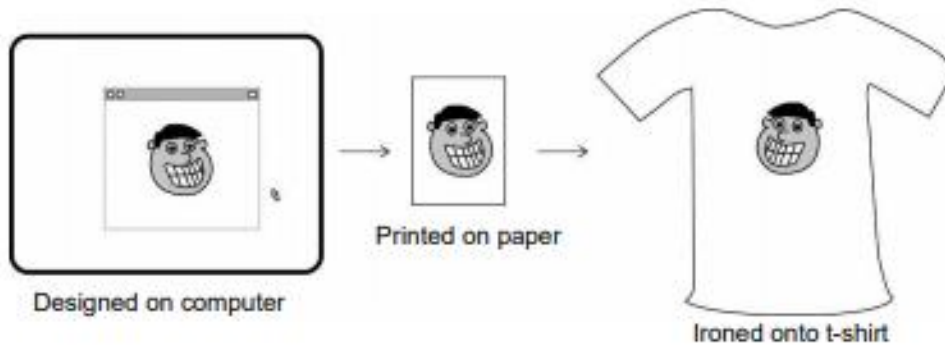 Designed on computer
Printed on paper
Ironed onto t-shirt